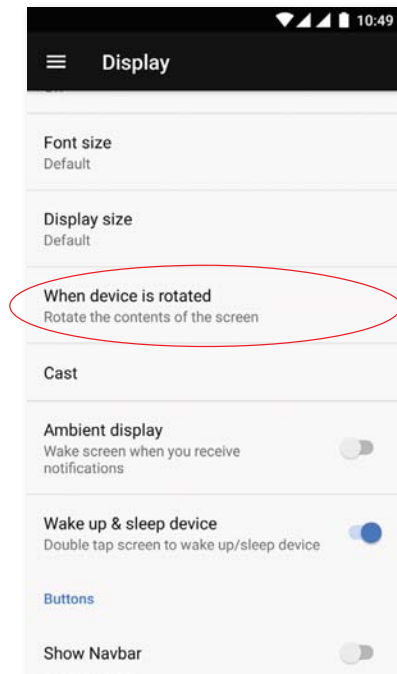 10:49
Display
Font size
Default
Display size
Default
When device is rotated
Rotate the contents of the screen
Cast
Ambient display
Wake screen when you receive
notifications
Wake up & sleep device
Double tap screen to wake up/sleep device
Buttons
Show Navbar